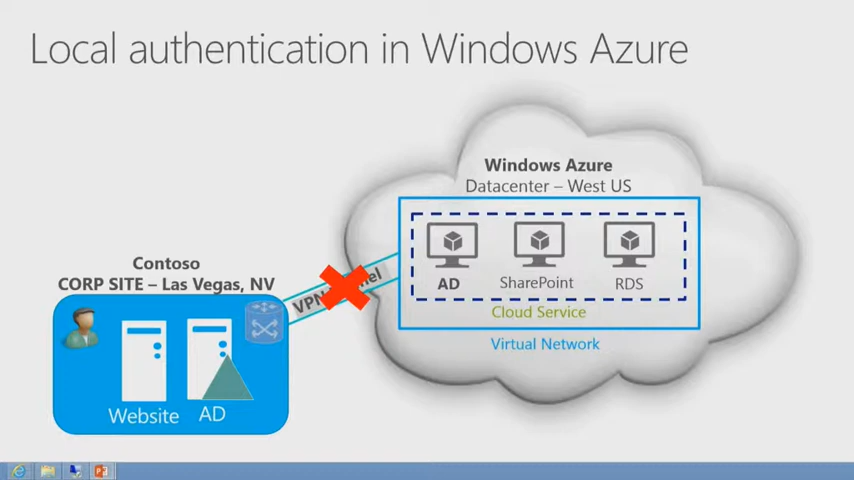 Local authentication in Windows Azure
Windows Azure
Datacenter – West US
AD
SharePoint
RDS
Cloud Service
Virtual Network
Contoso
CORP SITE – Las Vegas, NV
VPN
Website
AD